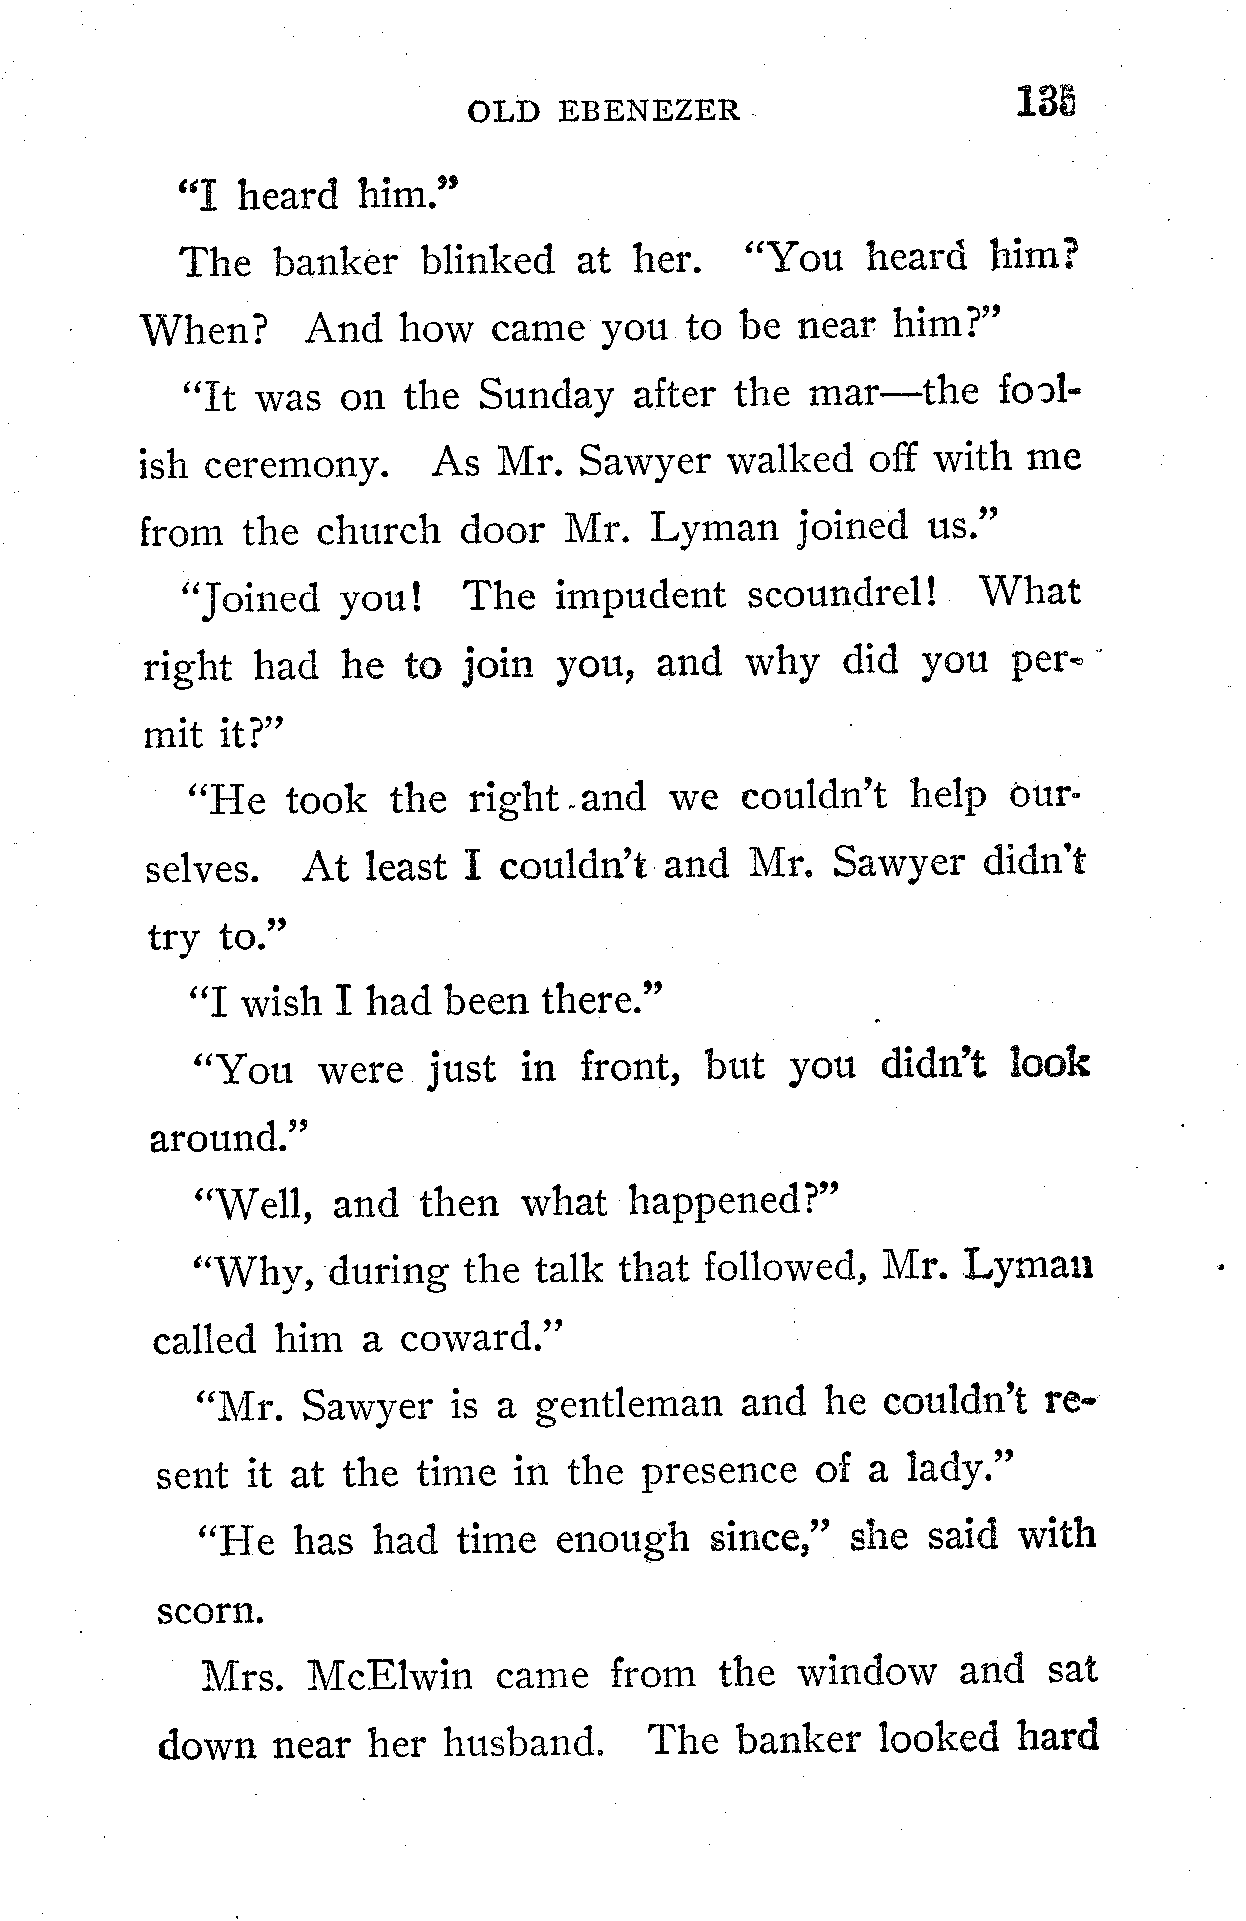 OLD EBENEZER 135
“I heard him.”
The banker blinked at her. “You heard him?
When? And how came you to be near him?”
“It was on the Sunday after the mar—the fool-
ish ceremony. As Mr. Sawyer walked off with me
from the church door Mr. Lyman joined us.”
“Joined you! The impudent scoundrel! What
right had he to join you, and why did you per-
mit it?”
“He took the right and we couldn’t help our-
selves. At least I couldn’t and Mr. Sawyer didn’t
try to.”
“I wish I had been there.”
“You were just in front, but you didn’t look
around.”
“Well, and then what happened?”
“Why, during the talk that followed, Mr. Lyman
called him a coward.”
“Mr. Sawyer is a gentleman and he couldn’t re-
sent it at the time in the presence of a lady.”
“He has had time enough since,” she said with
scorn.
Mrs. McElwin came from the window and sat
down near her husband. The banker looked hard